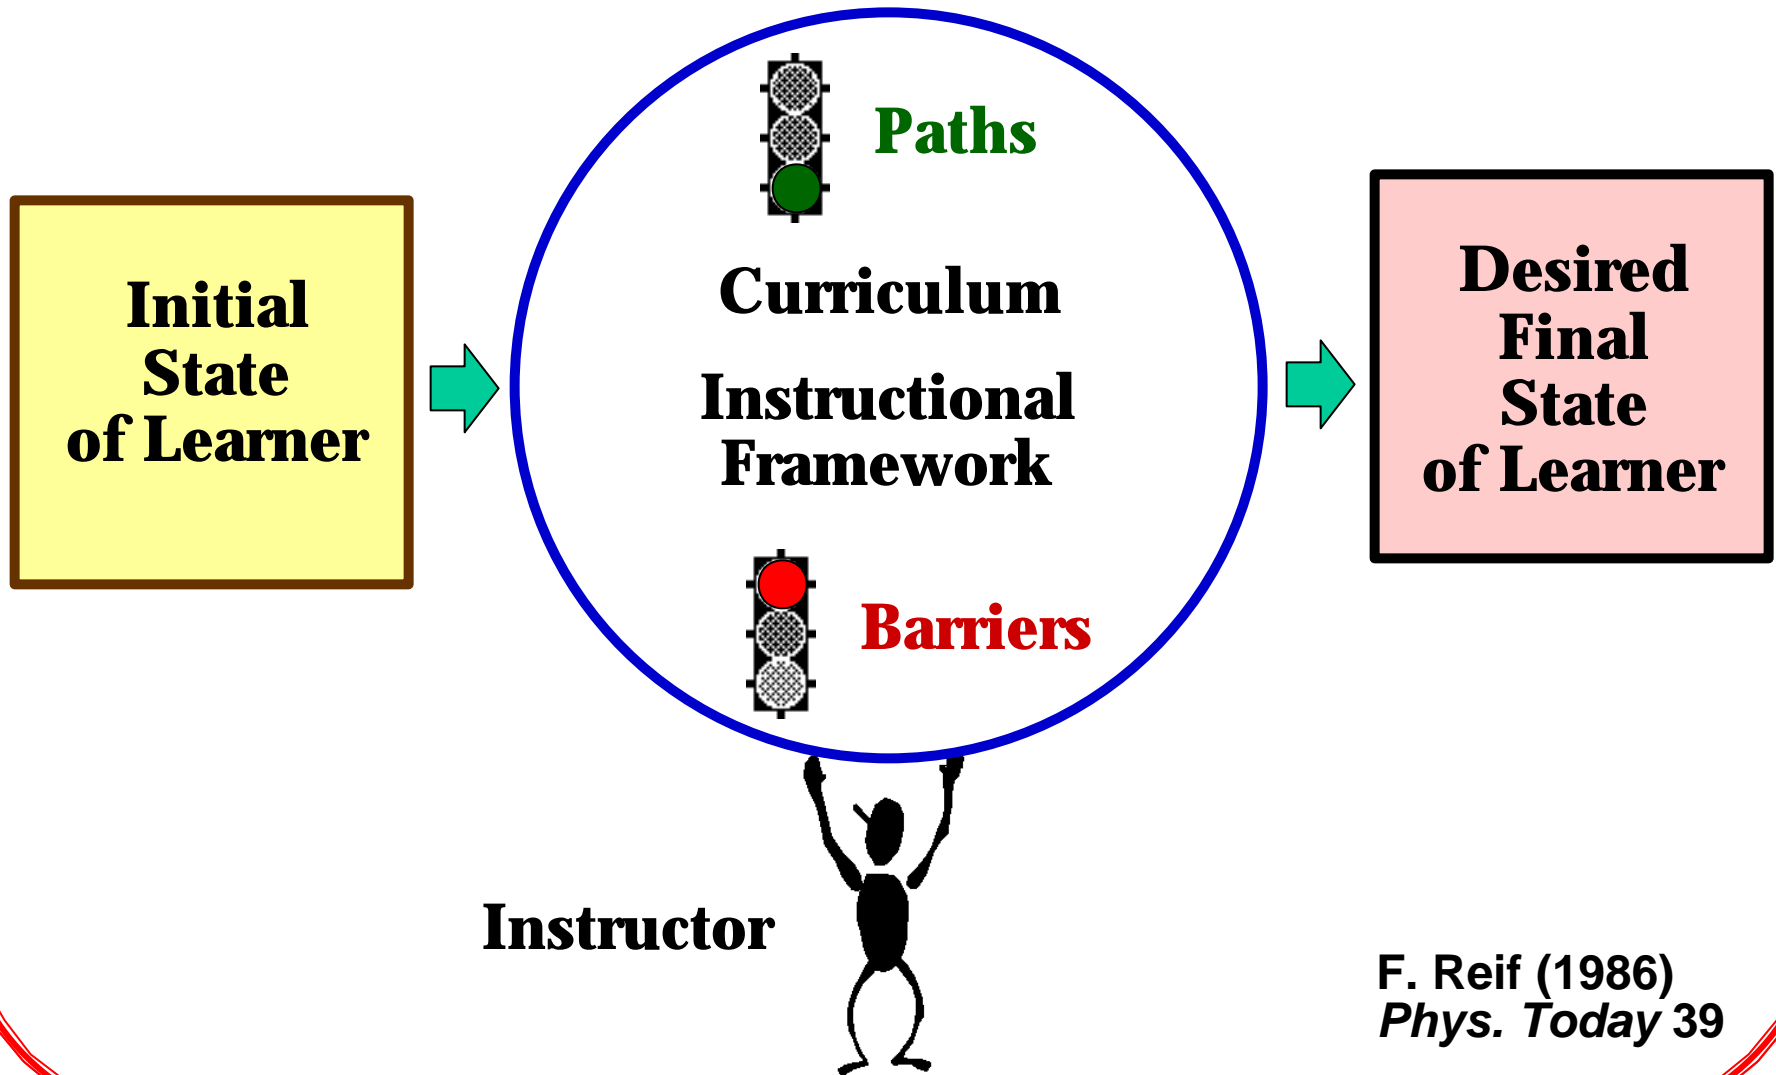 Paths
Curriculum
Instructional
Framework
Barriers
Initial
State
of Learner
Desired
Final
State
of Learner
Instructor
F. Reif (1986)
Phys. Today 39